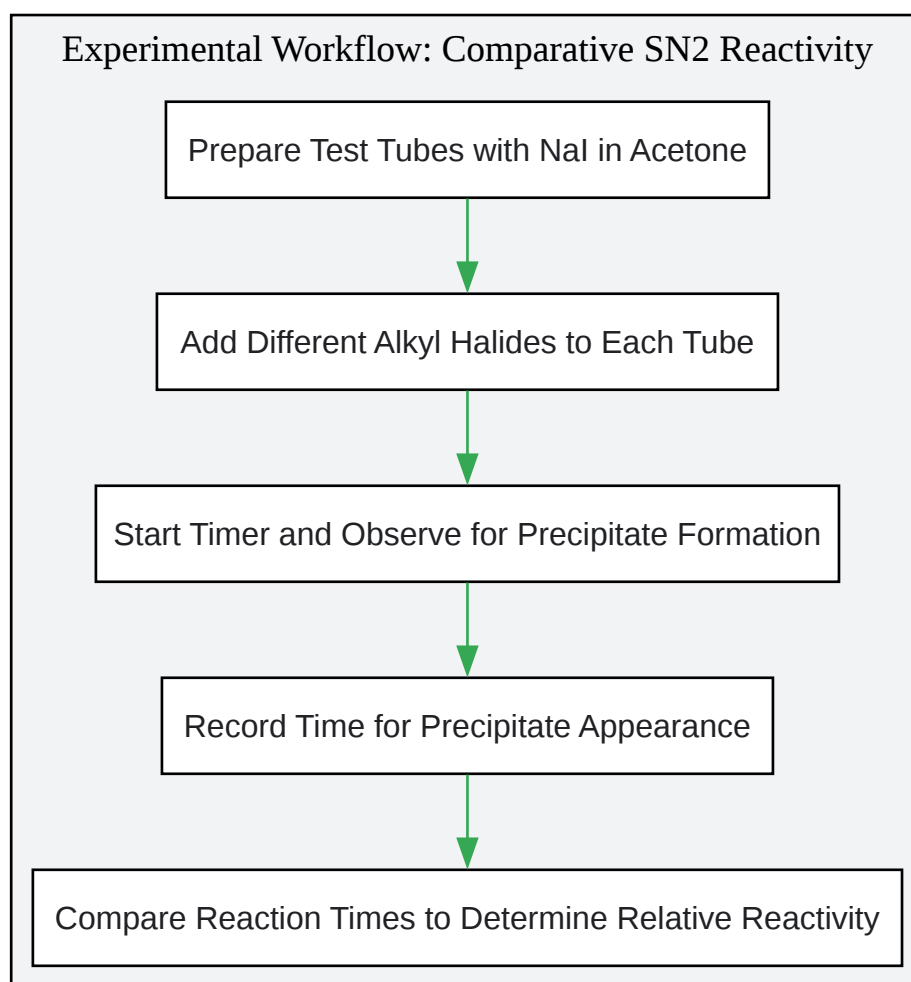 Experimental Workflow: Comparative SN2 Reactivity
Prepare Test Tubes with NaI in Acetone
Add Different Alkyl Halides to Each Tube
Start Timer and Observe for Precipitate Formation
Record Time for Precipitate Appearance
Compare Reaction Times to Determine Relative Reactivity